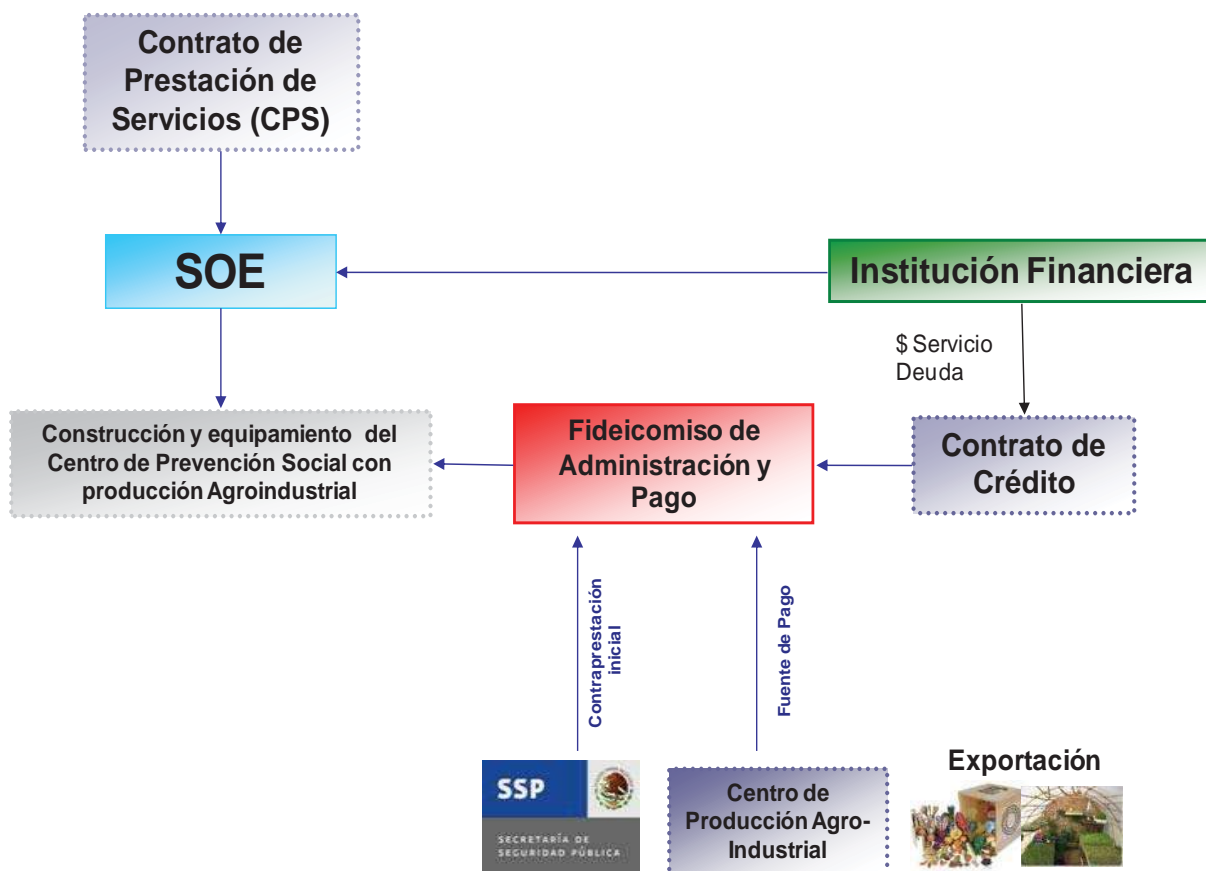 Contrato de
Prestación de
Servicios (CPS)
SOE
Institución Financiera
$ Servicio
Deuda
Construcción y equipamiento del
Centro de Prevención Social con
producción Agroindustrial
Fideicomiso de
Administración y
Pago
Contrato de
Crédito
Contraprestación
inicial
Fuente de Pago
SSP
SECRETARÍA DE
SEGURIDAD PÚBLICA
Centro de
Producción Agro-
Industrial
Exportación